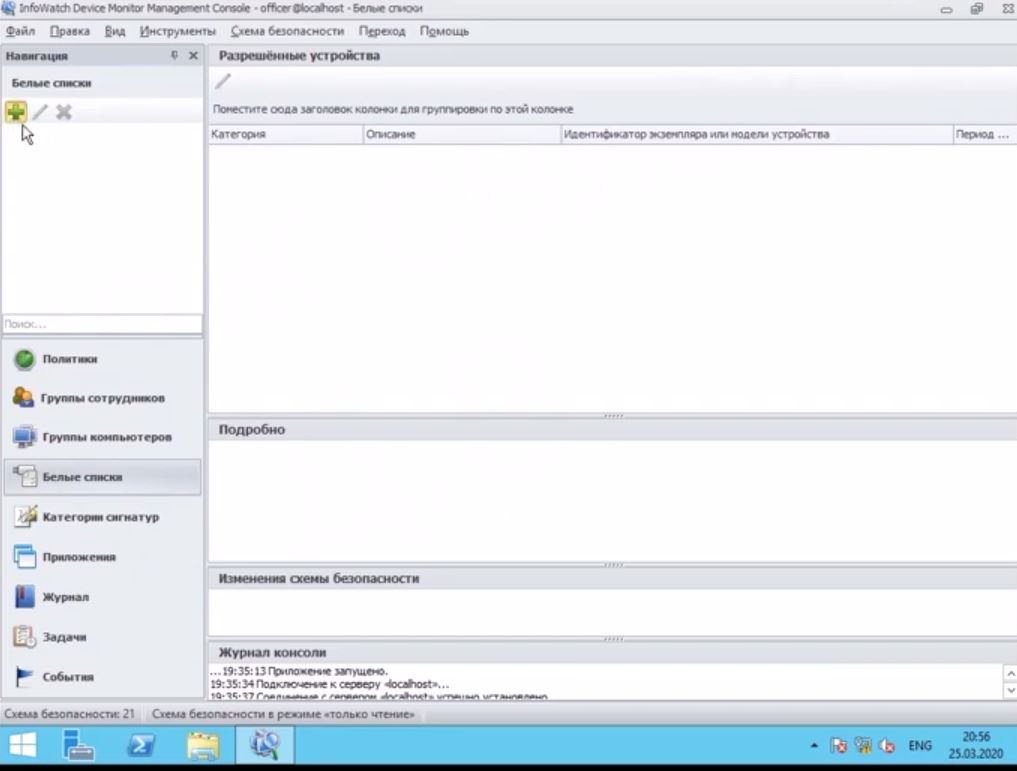 InfoWatch Device Monitor Management Console - officer@localhost - Белые списки
Файл Правка Вид Инструменты Схема безопасности Переход Помощь
Навигация
Белые списки
Поиск...
Политики
Группы сотрудников
Группы компьютеров
Белые списки
Категории сигнатур
Приложения
Журнал
Задачи
События
Разрешённые устройства
Поместите сюда заголовок колонки для группировки по этой колонке
Категория Описание Идентификатор экземпляра или модели устройства Период ...
Подробно
Изменения схемы безопасности
Журнал консоли
...19:35:13 Приложение запущено.
19:35:34 Подключение к серверу «localhost»...
19:35:37 Соединение с сервером «localhost» успешно установлено
Схема безопасности: 21 Схема безопасности в режиме «только чтение»
ENG
20:56
25.03.2020